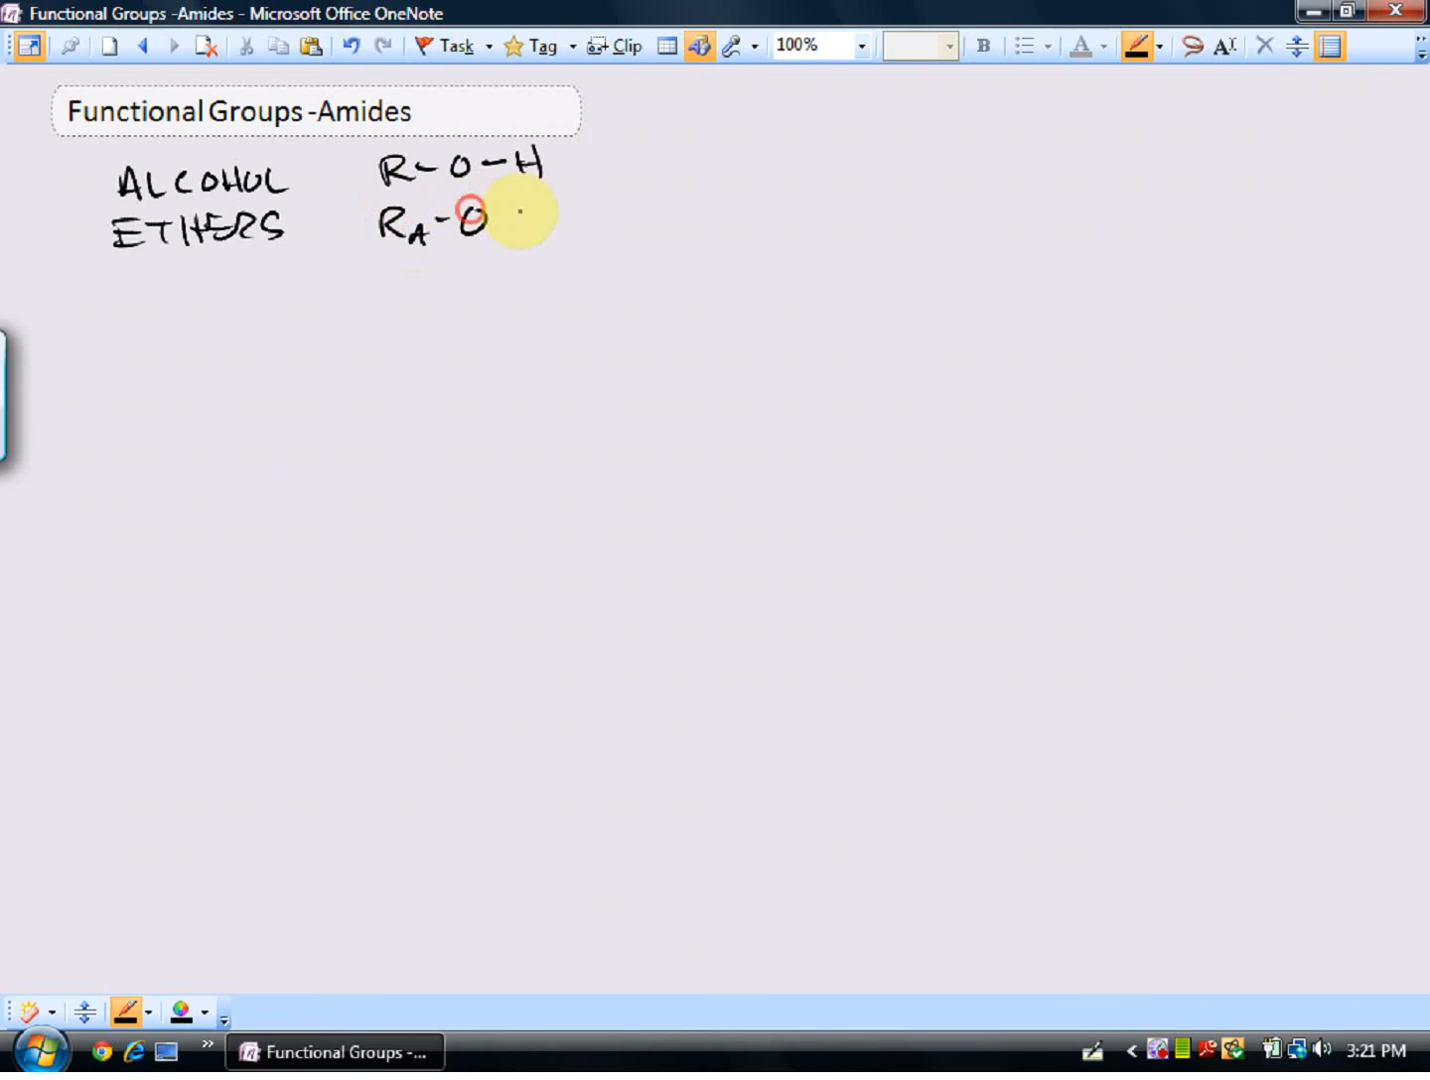 Functional Groups -Amides - Microsoft Office OneNote
Task Tag Clip 100% B A A
Functional Groups -Amides
ALCOHOL R-O-H
ETHERS RA-O
Functional Groups -... 3:21 PM